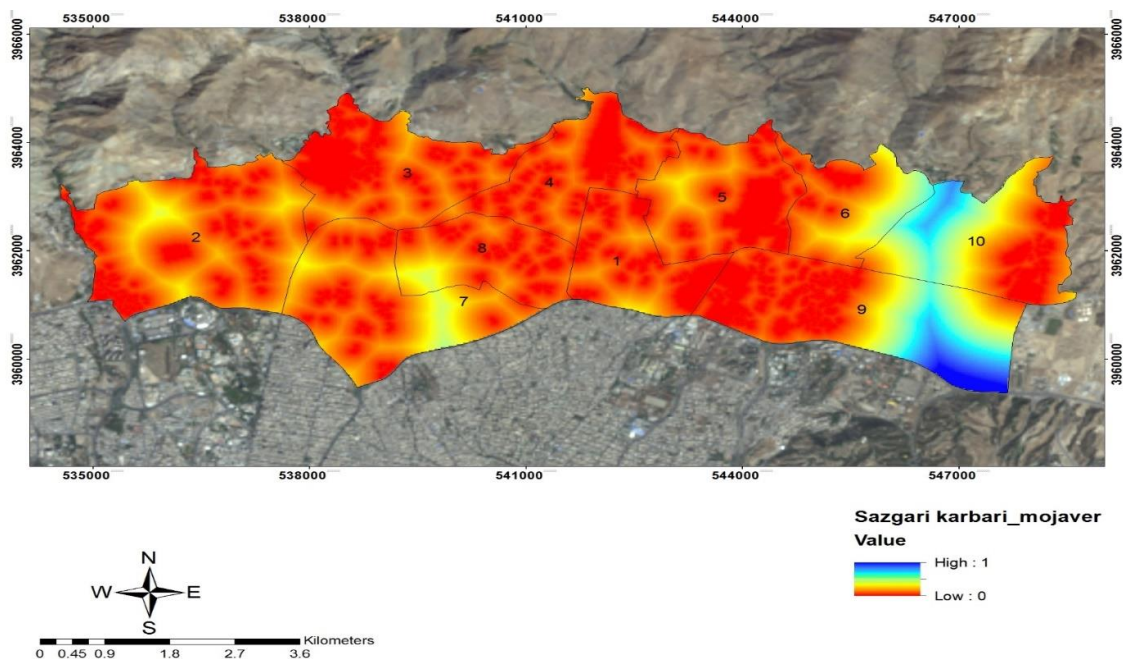 535000 538000 541000 544000 547000
3966000 3966000
3964000 3964000
3 4 5
2 6 10
3962000 8 1 3962000
7 9
3960000 3960000
535000 538000 541000 544000 547000
Sazgari karbari_mojaver
Value
High : 1
Low : 0
N
W E
S
Kilometers
0 0.45 0.9 1.8 2.7 3.6